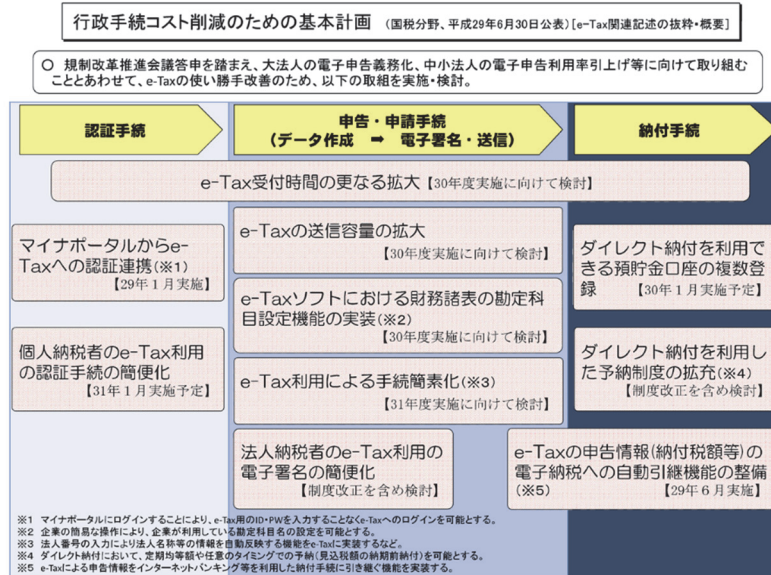 行政手続コスト削減のための基本計画 (国税分野、平成29年6月30日公表)[e-Tax関連記述の抜粋・概要]
○ 規制改革推進会議答申を踏まえ、大法人の電子申告義務化、中小法人の電子申告利用率引上げ等に向けて取り組む
こととあわせて、e-Taxの使い勝手改善のため、以下の取組を実施・検討。
認証手続
申告・申請手続
(データ作成 ➡ 電子署名・送信)
納付手続
e-Tax受付時間の更なる拡大【30年度実施に向けて検討】
マイナポータルからe-
Taxへの認証連携(※1)
【29年1月実施】
個人納税者のe-Tax利用
の認証手続の簡便化
【31年1月実施予定】
e-Taxの送信容量の拡大
【30年度実施に向けて検討】
e-Taxソフトにおける財務諸表の勘定科
目設定機能の実装(※2)
【30年度実施に向けて検討】
e-Tax利用による手続簡素化(※3)
【31年度実施に向けて検討】
法人納税者のe-Tax利用の
電子署名の簡便化
【制度改正を含め検討】
ダイレクト納付を利用で
きる預貯金口座の複数登
録 【30年1月実施予定】
ダイレクト納付を利用し
た予納制度の拡充(※4)
【制度改正を含め検討】
e-Taxの申告情報(納付税額等)の
電子納税への自動引継機能の整備
(※5) 【29年6月実施】
※1 マイナポータルにログインすることにより、e-Tax用のID・PWを入力することなくe-Taxへのログインを可能とする。
※2 企業の簡易な操作により、企業が利用している勘定科目名の設定を可能とする。
※3 法人番号の入力により法人名称等の情報を自動反映する機能をe-Taxに実装するなど。
※4 ダイレクト納付において、定期均等額や任意のタイミングでの予納(見込税額の納期前納付)を可能とする。
※5 e-Taxによる申告情報をインターネットバンキング等を利用した納付手続に引き継ぐ機能を実装する。